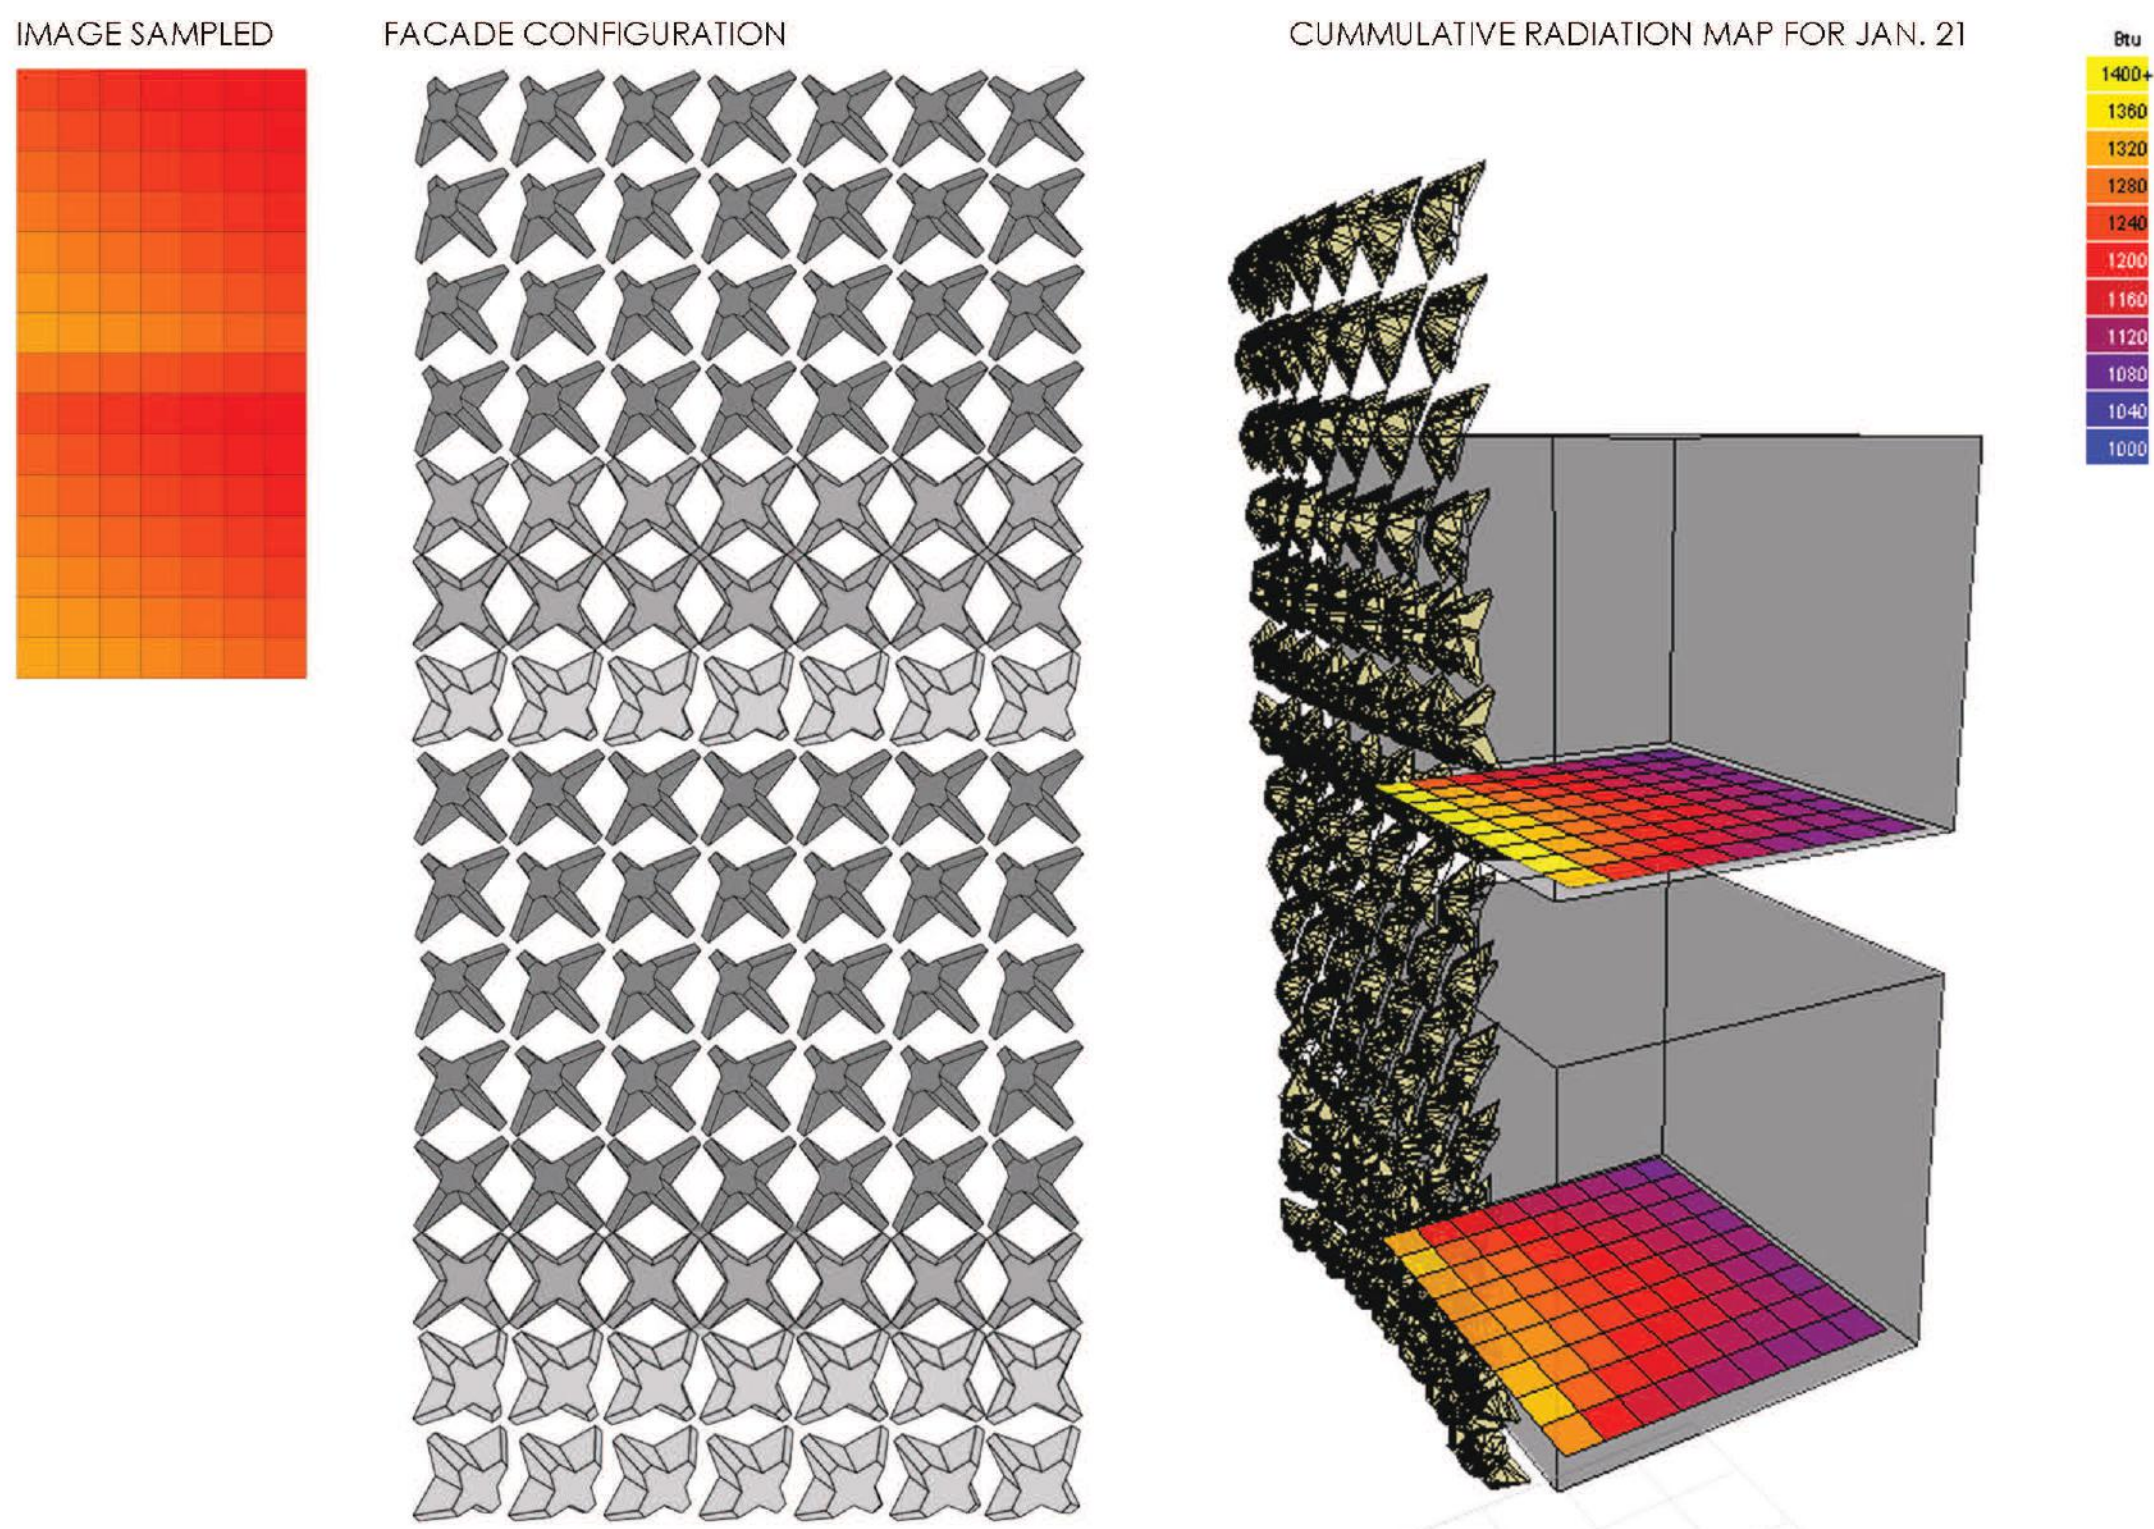 IMAGE SAMPLED
FACADE CONFIGURATION
CUMMULATIVE RADIATION MAP FOR JAN. 21
Btu
1400+
1360
1320
1280
1240
1200
1160
1120
1080
1040
1000